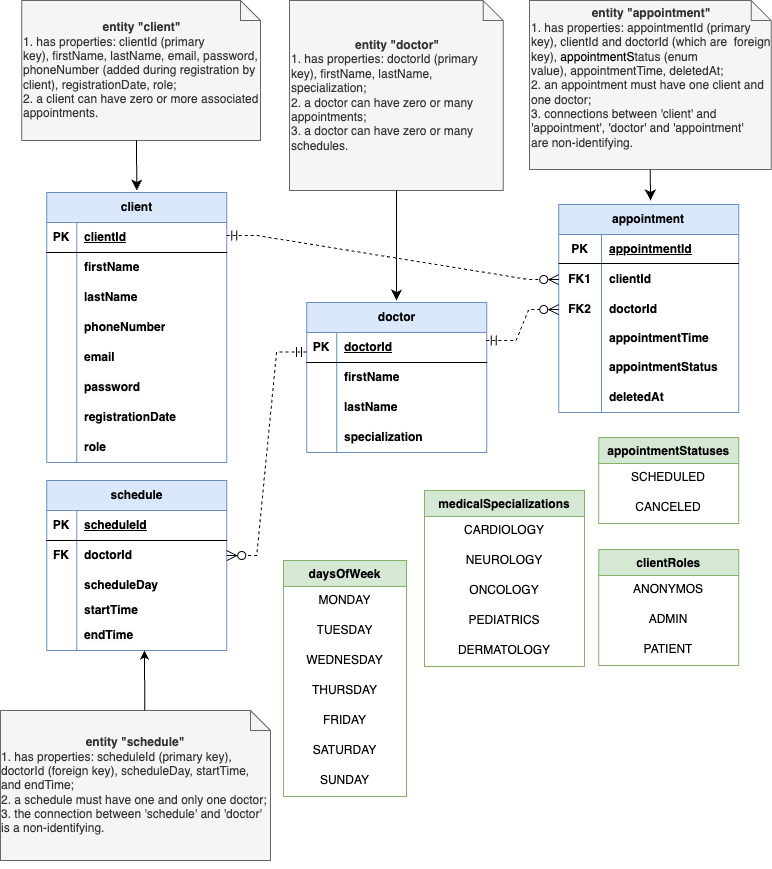 entity "client"
1. has properties: clientId (primary
key), firstName, lastName, email, password,
phoneNumber (added during registration by
client), registrationDate, role;
2. a client can have zero or more associated
appointments.
entity "doctor"
1. has properties: doctorId (primary
key), firstName, lastName,
specialization;
2. a doctor can have zero or many
appointments;
3. a doctor can have zero or many
schedules.
entity "appointment"
1. has properties: appointmentId (primary
key), clientId and doctorId (which are foreign
key), appointmentStatus (enum
value), appointmentTime, deletedAt;
2. an appointment must have one client and
one doctor;
3. connections between 'client' and
'appointment', 'doctor' and 'appointment'
are non-identifying.
client
PK clientId
firstName
lastName
phoneNumber
email
password
registrationDate
role
doctor
PK doctorId
firstName
lastName
specialization
appointment
PK appointmentId
FK1 clientId
FK2 doctorId
appointmentTime
appointmentStatus
deletedAt
schedule
PK scheduleId
FK doctorId
scheduleDay
startTime
endTime
daysOfWeek
MONDAY
TUESDAY
WEDNESDAY
THURSDAY
FRIDAY
SATURDAY
SUNDAY
medicalSpecializations
CARDIOLOGY
NEUROLOGY
ONCOLOGY
PEDIATRICS
DERMATOLOGY
appointmentStatuses
SCHEDULED
CANCELED
clientRoles
ANONYMOS
ADMIN
PATIENT
entity "schedule"
1. has properties: scheduleId (primary key),
doctorId (foreign key), scheduleDay, startTime,
and endTime;
2. a schedule must have one and only one doctor;
3. the connection between 'schedule' and 'doctor'
is a non-identifying.